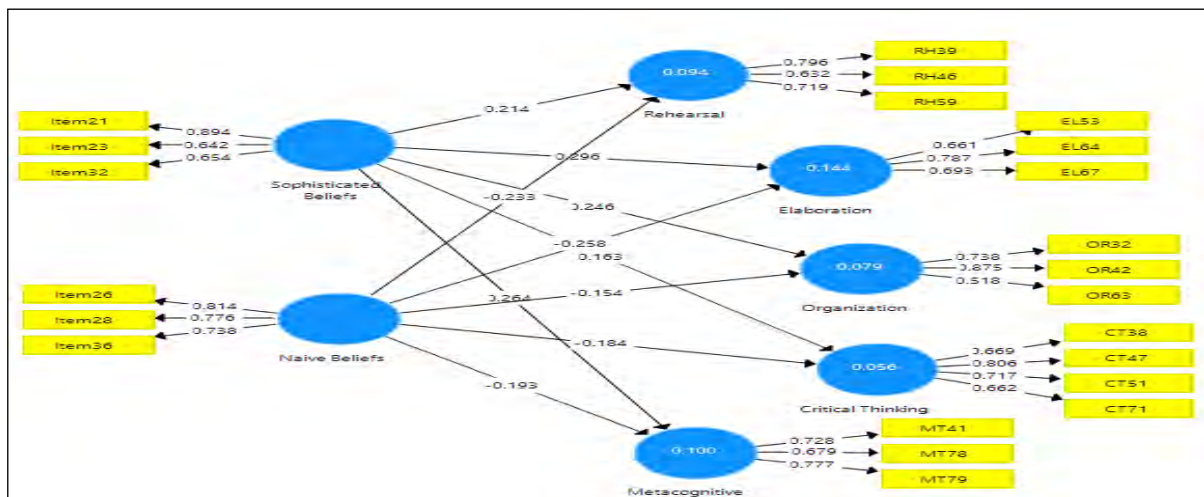 Item21
Item23
Item32
0.894
0.642
0.654
Sophisticated
Beliefs
Item26
Item28
Item36
0.814
0.776
0.738
Naive Beliefs
0.214
0.296
0.246
0.163
0.264
-0.233
-0.258
-0.154
-0.184
-0.193
0.094
Rehearsal
0.796
0.632
0.719
RH39
RH46
RH59
0.144
Elaboration
0.661
0.787
0.693
EL53
EL64
EL67
0.079
Organization
0.738
0.875
0.518
OR32
OR42
OR63
0.056
Critical Thinking
0.669
0.806
0.717
0.662
CT38
CT47
CT51
CT71
0.100
Metacognitive
0.728
0.679
0.777
MT41
MT78
MT79